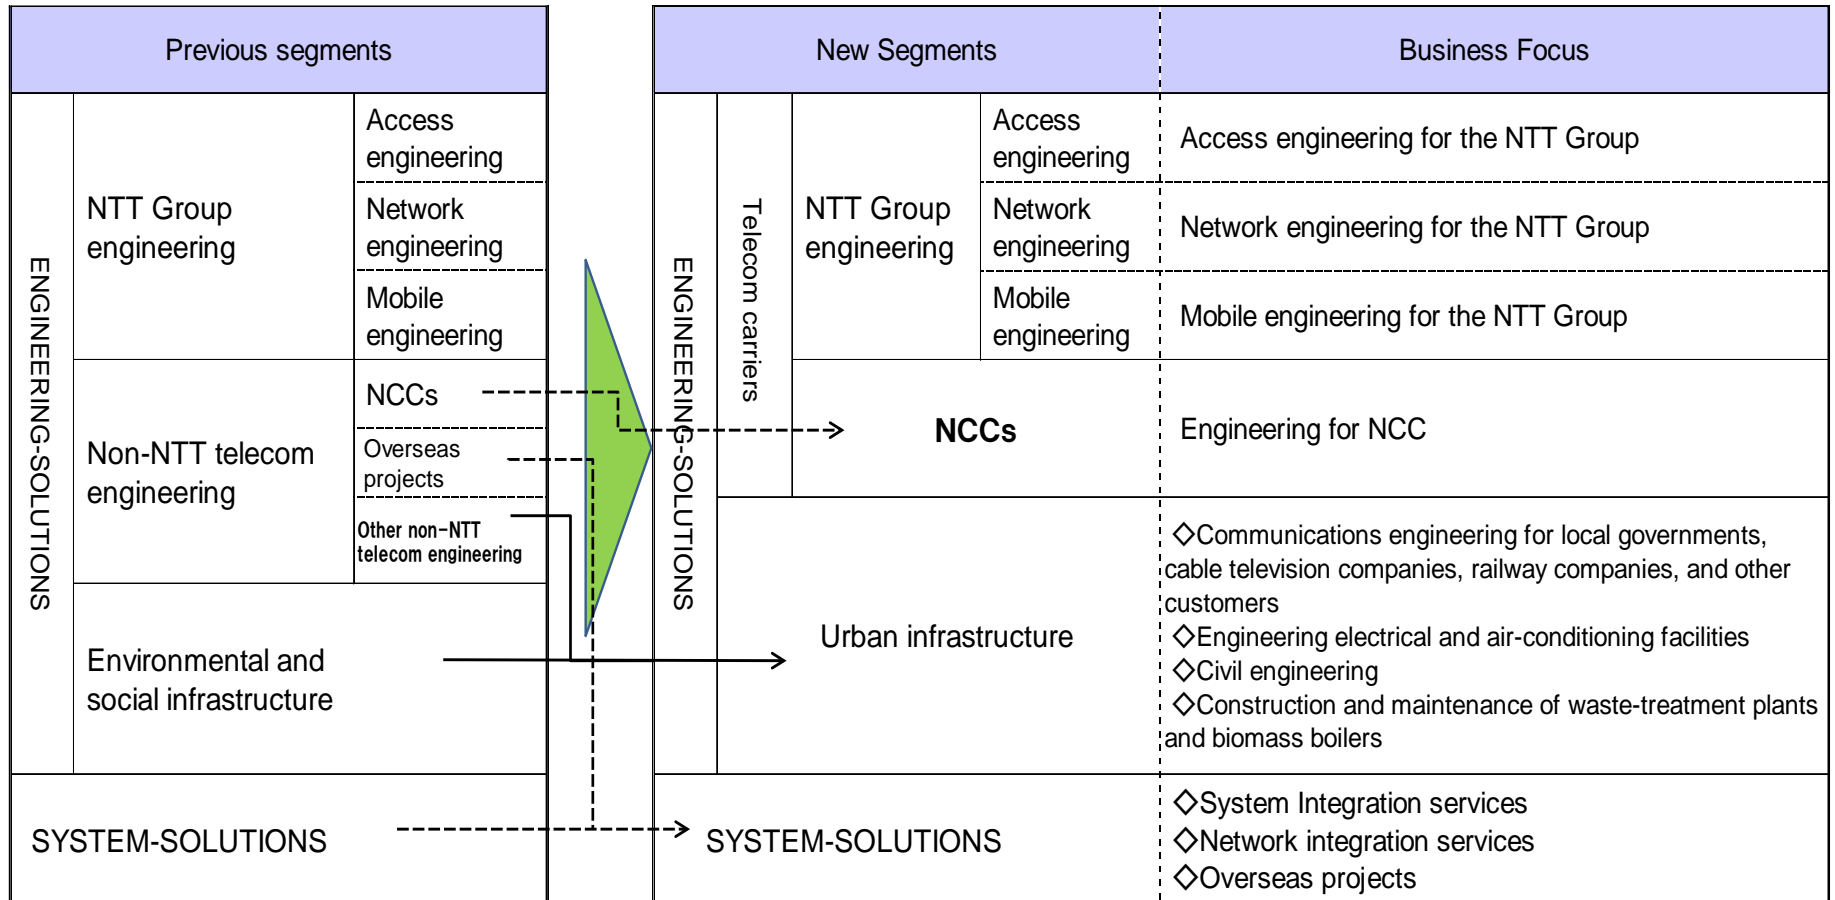 Previous segments
New Segments
Business Focus
ENGINEERING-SOLUTIONS
NTT Group
engineering
Access
engineering
Network
engineering
Mobile
engineering
Non-NTT telecom
engineering
NCCs
Overseas
projects
Other non-NTT
telecom engineering
Environmental and
social infrastructure
SYSTEM-SOLUTIONS
ENGINEERING-SOLUTIONS
Telecom carriers
NTT Group
engineering
Access
engineering
Access engineering for the NTT Group
Network
engineering
Network engineering for the NTT Group
Mobile
engineering
Mobile engineering for the NTT Group
NCCs
Engineering for NCC
Urban infrastructure
◇Communications engineering for local governments,
cable television companies, railway companies, and other
customers
◇Engineering electrical and air-conditioning facilities
◇Civil engineering
◇Construction and maintenance of waste-treatment plants
and biomass boilers
SYSTEM-SOLUTIONS
◇System Integration services
◇Network integration services
◇Overseas projects